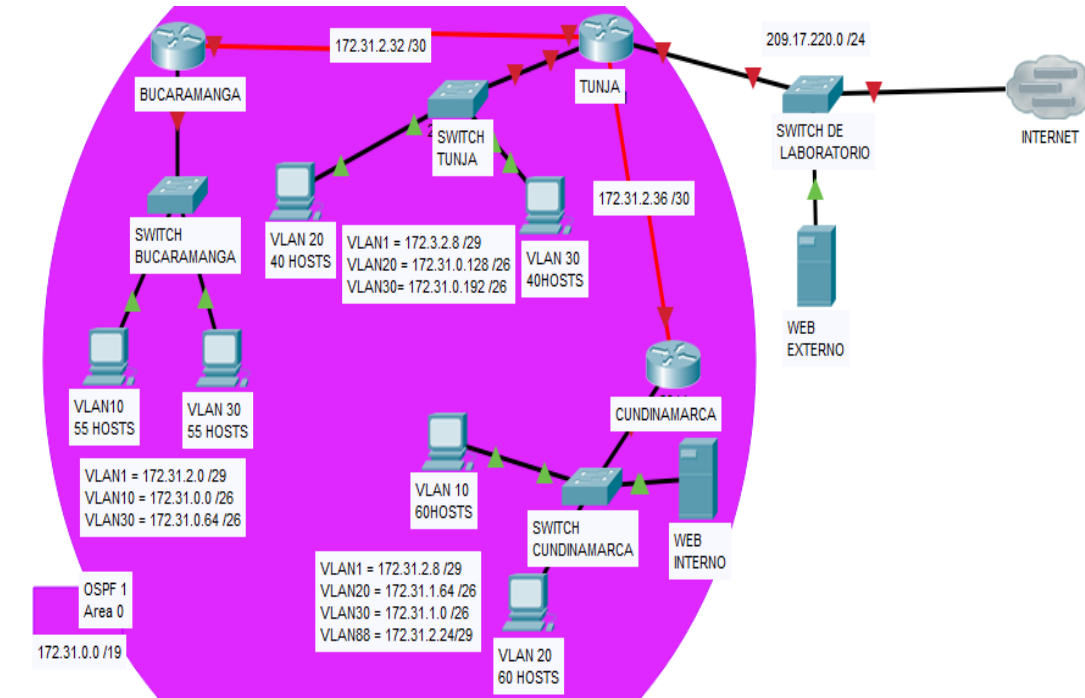 172.31.2.32 /30
209.17.220.0 /24
BUCARAMANGA
TUNJA
SWITCH
TUNJA
SWITCH DE
LABORATORIO
INTERNET
172.31.2.36 /30
SWITCH
BUCARAMANGA
VLAN 20
40 HOSTS
VLAN1 = 172.3.2.8 /29
VLAN20 = 172.31.0.128 /26
VLAN30= 172.31.0.192 /26
VLAN 30
40HOSTS
WEB
EXTERNO
VLAN10
55 HOSTS
VLAN 30
55 HOSTS
CUNDINAMARCA
VLAN1 = 172.31.2.0 /29
VLAN10 = 172.31.0.0 /26
VLAN30 = 172.31.0.64 /26
VLAN 10
60HOSTS
SWITCH
CUNDINAMARCA
WEB
INTERNO
VLAN1 = 172.31.2.8 /29
VLAN20 = 172.31.1.64 /26
VLAN30 = 172.31.1.0 /26
VLAN88 = 172.31.2.24/29
OSPF 1
Area 0
172.31.0.0 /19
VLAN 20
60 HOSTS